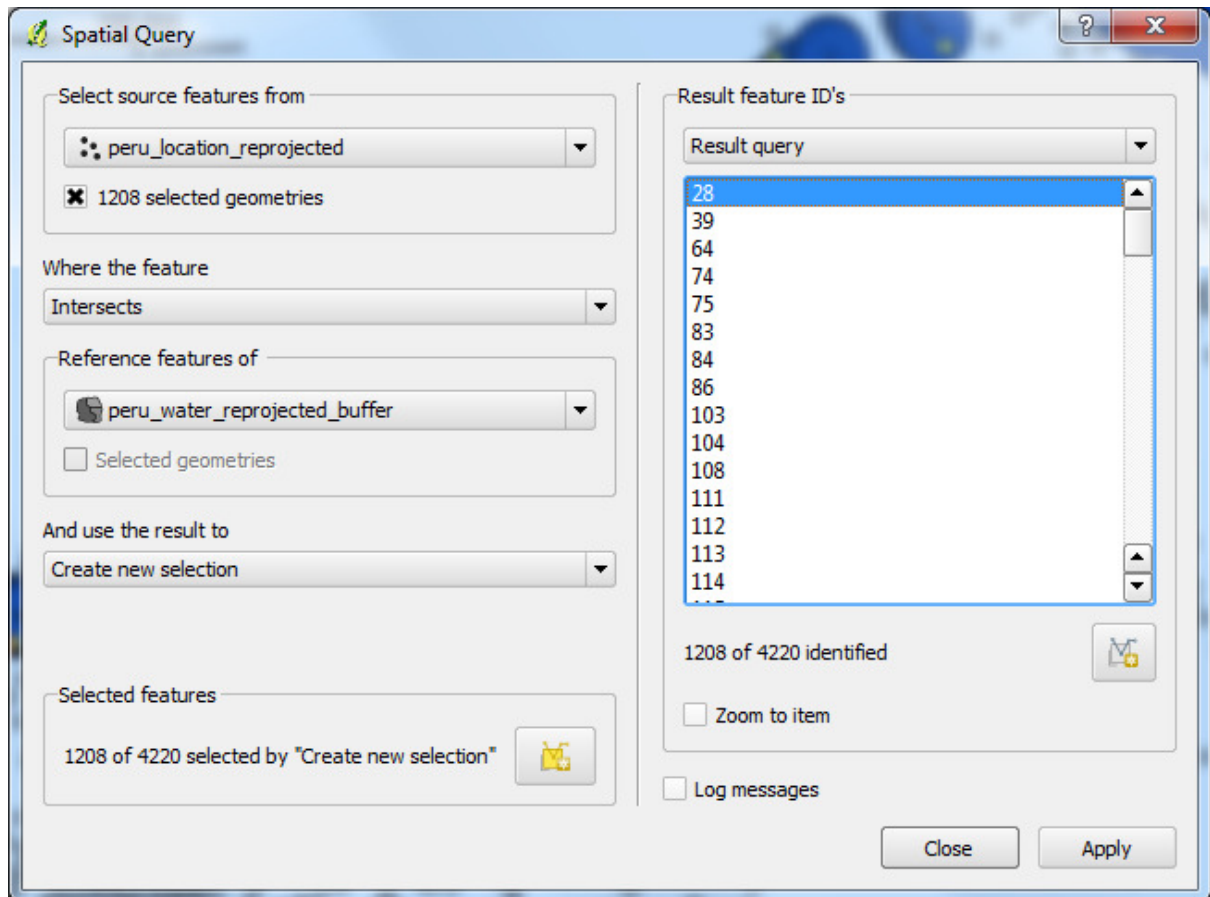 Spatial Query
Select source features from
peru_location_reprojected
1208 selected geometries
Where the feature
Intersects
Reference features of
peru_water_reprojected_buffer
Selected geometries
And use the result to
Create new selection
Selected features
1208 of 4220 selected by "Create new selection"
Result feature ID's
Result query
28
39
64
74
75
83
84
86
103
104
108
111
112
113
114
1208 of 4220 identified
Zoom to item
Log messages
Close
Apply